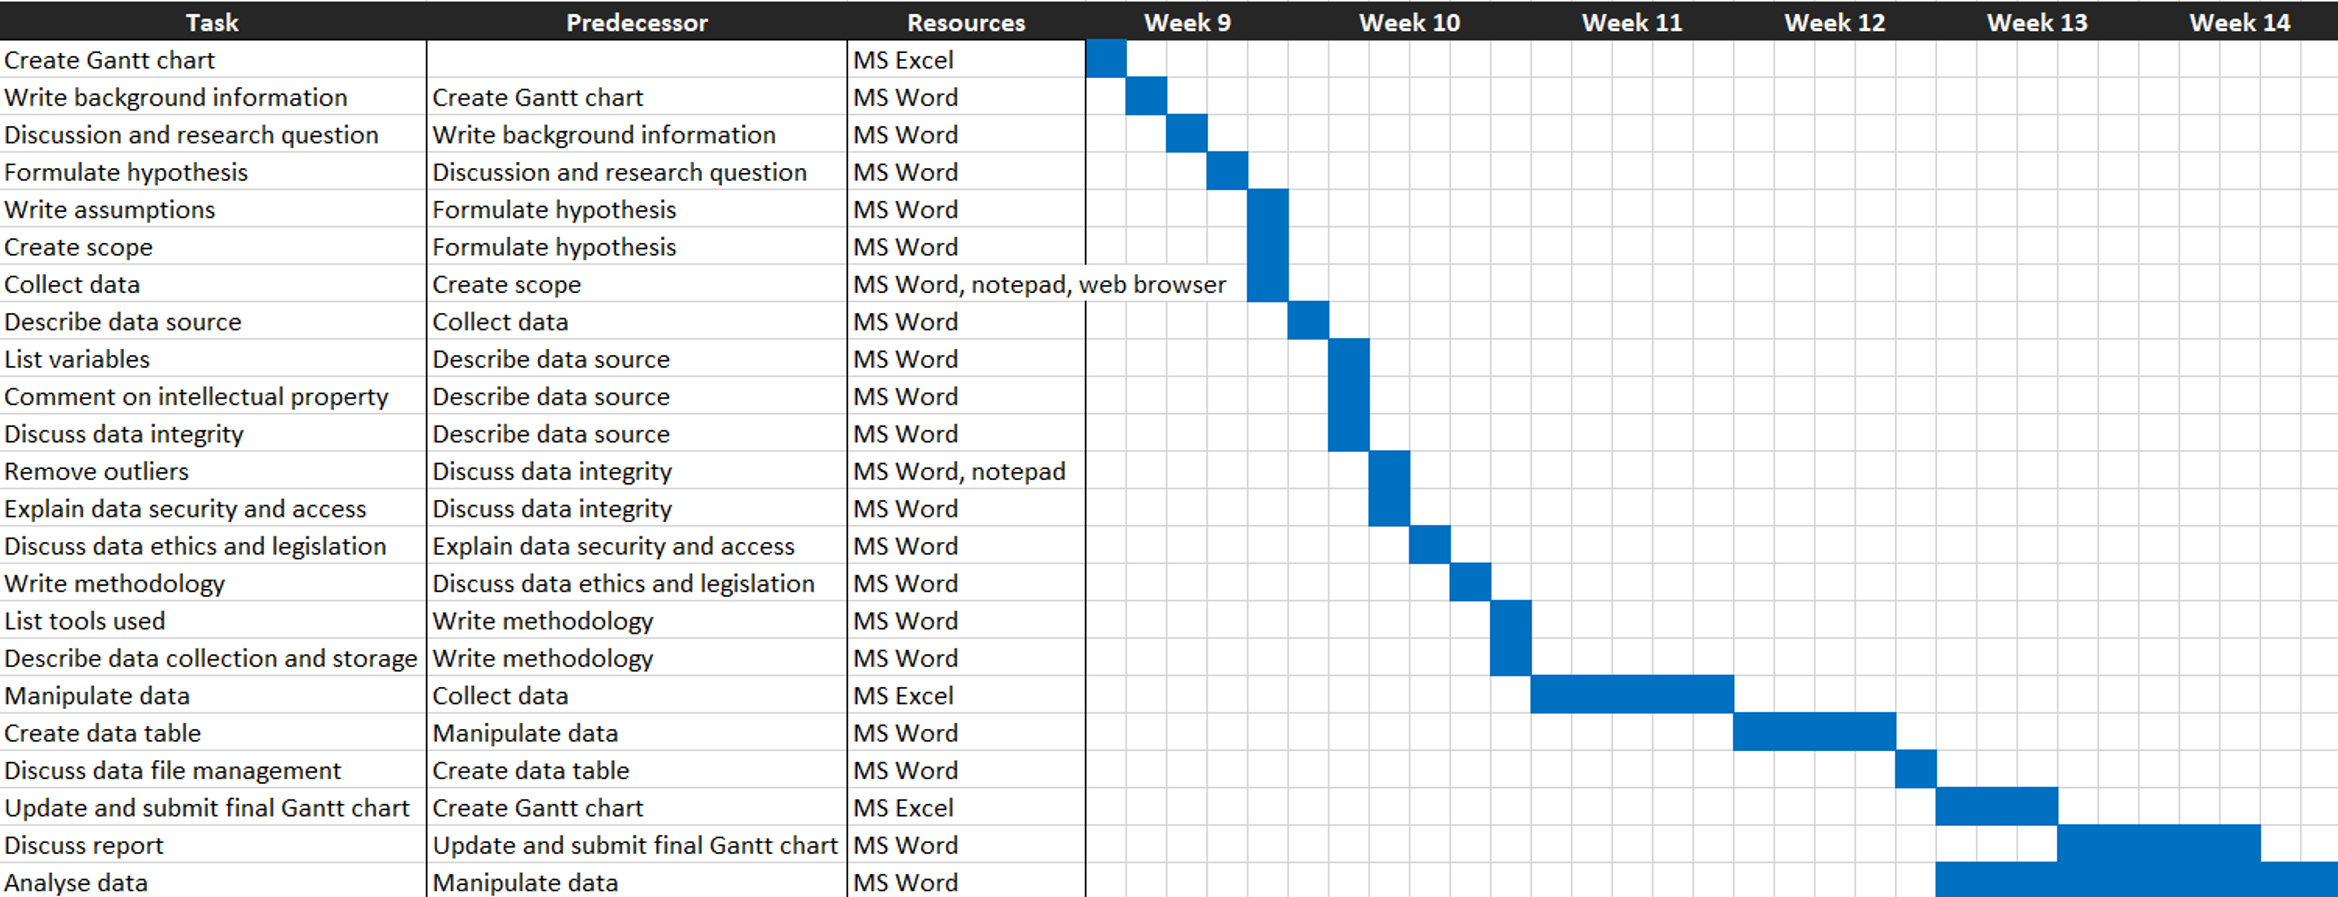 Task Predecessor Resources Week 9 Week 10 Week 11 Week 12 Week 13 Week 14
Create Gantt chart MS Excel
Write background information Create Gantt chart MS Word
Discussion and research question Write background information MS Word
Formulate hypothesis Discussion and research question MS Word
Write assumptions Formulate hypothesis MS Word
Create scope Formulate hypothesis MS Word
Collect data Create scope MS Word, notepad, web browser
Describe data source Collect data MS Word
List variables Describe data source MS Word
Comment on intellectual property Describe data source MS Word
Discuss data integrity Describe data source MS Word
Remove outliers Discuss data integrity MS Word, notepad
Explain data security and access Discuss data integrity MS Word
Discuss data ethics and legislation Explain data security and access MS Word
Write methodology Discuss data ethics and legislation MS Word
List tools used Write methodology MS Word
Describe data collection and storage Write methodology MS Word
Manipulate data Collect data MS Excel
Create data table Manipulate data MS Word
Discuss data file management Create data table MS Word
Update and submit final Gantt chart Create Gantt chart MS Excel
Discuss report Update and submit final Gantt chart MS Word
Analyse data Manipulate data MS Word